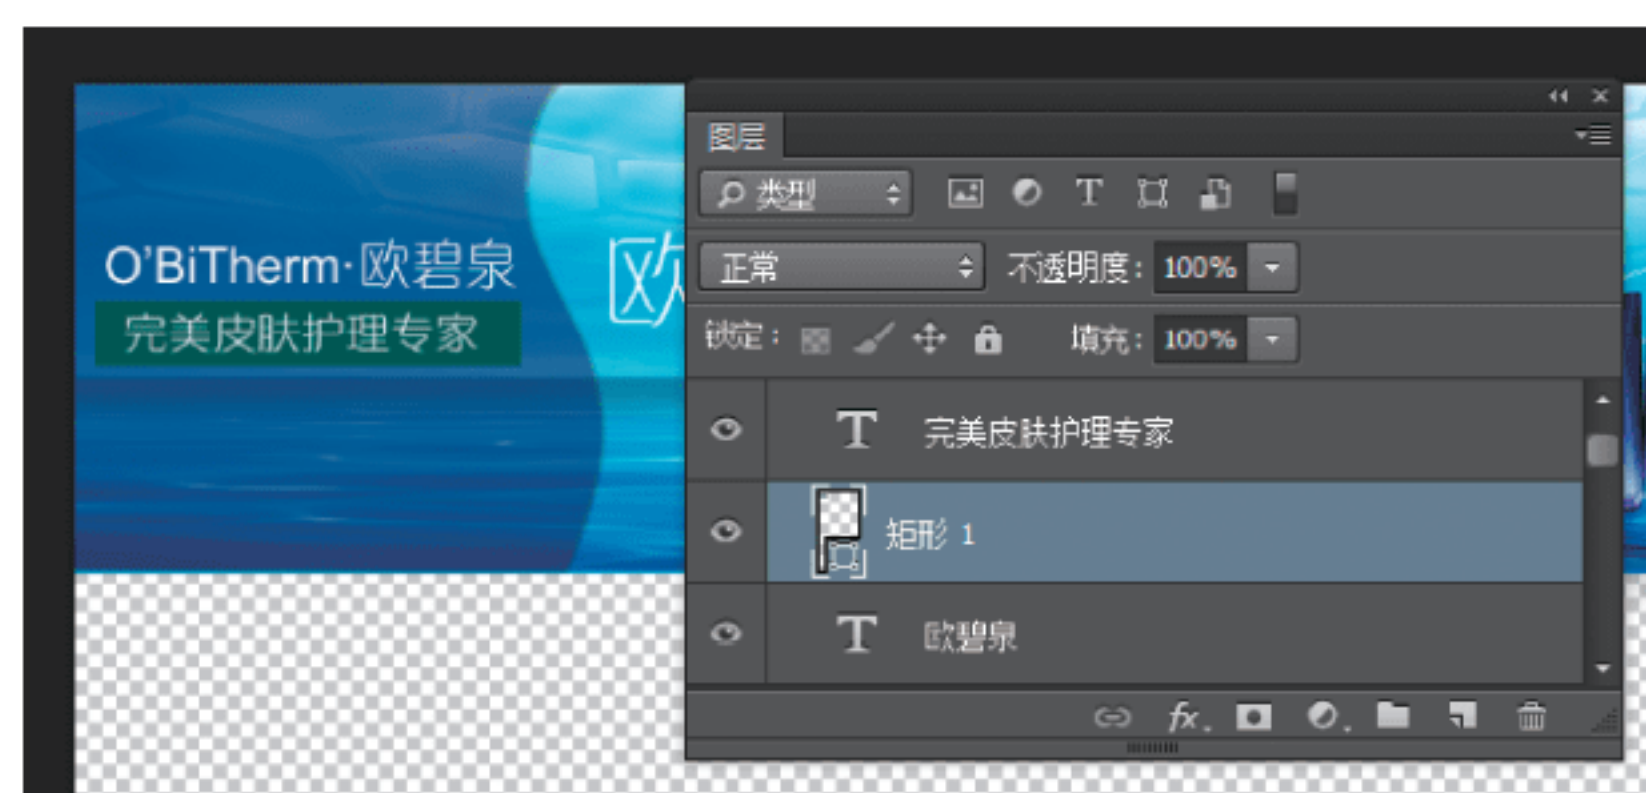 O'BiTherm·欧碧泉
完美皮肤护理专家
欧
图层
类型
T
正常
不透明度: 100%
锁定:
填充: 100%
T 完美皮肤护理专家
矩形 1
T 欧碧泉
fx.